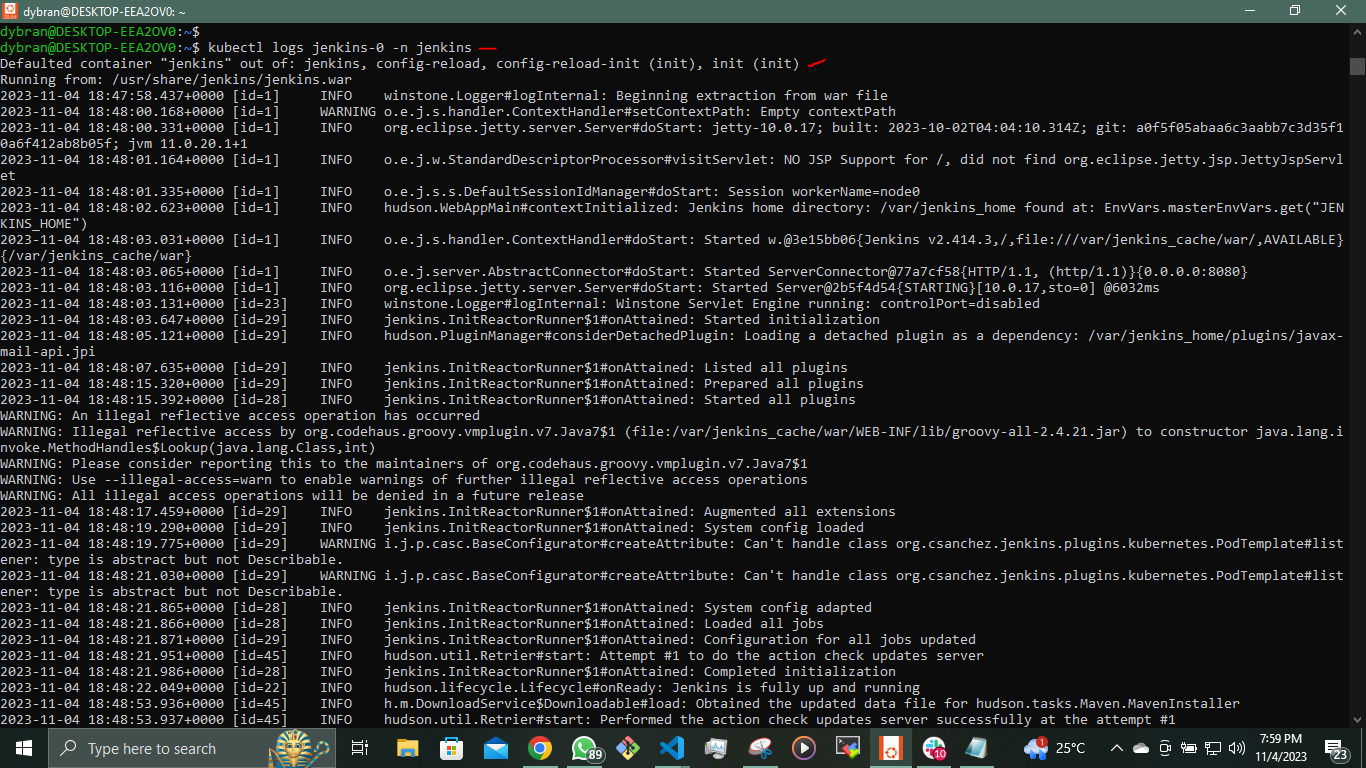 dybran@DESKTOP-EEA2OV0: ~
dybran@DESKTOP-EEA2OV0:~$
dybran@DESKTOP-EEA2OV0:~$ kubectl logs jenkins-0 -n jenkins
Defaulted container "jenkins" out of: jenkins, config-reload, config-reload-init (init), init (init)
Running from: /usr/share/jenkins/jenkins.war
2023-11-04 18:47:58.437+0000 [id=1]     INFO    winstone.Logger#logInternal: Beginning extraction from war file
2023-11-04 18:48:00.168+0000 [id=1]     WARNING o.e.j.s.handler.ContextHandler#setContextPath: Empty contextPath
2023-11-04 18:48:00.331+0000 [id=1]     INFO    org.eclipse.jetty.server.Server#doStart: jetty-10.0.17; built: 2023-10-02T04:04:10.314Z; git: a0f5f05abaa6c3aabb7c3d35f1
0a6f412ab8b05f; jvm 11.0.20.1+1
2023-11-04 18:48:01.164+0000 [id=1]     INFO    o.e.j.w.StandardDescriptorProcessor#visitServlet: NO JSP Support for /, did not find org.eclipse.jetty.jsp.JettyJspServl
et
2023-11-04 18:48:01.335+0000 [id=1]     INFO    o.e.j.s.s.DefaultSessionIdManager#doStart: Session workerName=node0
2023-11-04 18:48:02.623+0000 [id=1]     INFO    hudson.WebAppMain#contextInitialized: Jenkins home directory: /var/jenkins_home found at: EnvVars.masterEnvVars.get("JEN
KINS_HOME")
2023-11-04 18:48:03.031+0000 [id=1]     INFO    o.e.j.s.handler.ContextHandler#doStart: Started w.@3e15bb06{Jenkins v2.414.3,/,file:///var/jenkins_cache/war/,AVAILABLE}
{/var/jenkins_cache/war}
2023-11-04 18:48:03.065+0000 [id=1]     INFO    o.e.j.server.AbstractConnector#doStart: Started ServerConnector@77a7cf58{HTTP/1.1, (http/1.1)}{0.0.0.0:8080}
2023-11-04 18:48:03.116+0000 [id=1]     INFO    org.eclipse.jetty.server.Server#doStart: Started Server@2b5f4d54{STARTING}[10.0.17,sto=0] @6032ms
2023-11-04 18:48:03.131+0000 [id=23]    INFO    winstone.Logger#logInternal: Winstone Servlet Engine running: controlPort=disabled
2023-11-04 18:48:03.647+0000 [id=29]    INFO    jenkins.InitReactorRunner$1#onAttained: Started initialization
2023-11-04 18:48:05.121+0000 [id=29]    INFO    hudson.PluginManager#considerDetachedPlugin: Loading a detached plugin as a dependency: /var/jenkins_home/plugins/javax-
mail-api.jpi
2023-11-04 18:48:07.635+0000 [id=29]    INFO    jenkins.InitReactorRunner$1#onAttained: Listed all plugins
2023-11-04 18:48:15.320+0000 [id=29]    INFO    jenkins.InitReactorRunner$1#onAttained: Prepared all plugins
2023-11-04 18:48:15.392+0000 [id=28]    INFO    jenkins.InitReactorRunner$1#onAttained: Started all plugins
WARNING: An illegal reflective access operation has occurred
WARNING: Illegal reflective access by org.codehaus.groovy.vmplugin.v7.Java7$1 (file:/var/jenkins_cache/war/WEB-INF/lib/groovy-all-2.4.21.jar) to constructor java.lang.i
nvoke.MethodHandles$Lookup(java.lang.Class,int)
WARNING: Please consider reporting this to the maintainers of org.codehaus.groovy.vmplugin.v7.Java7$1
WARNING: Use --illegal-access=warn to enable warnings of further illegal reflective access operations
WARNING: All illegal access operations will be denied in a future release
2023-11-04 18:48:17.459+0000 [id=29]    INFO    jenkins.InitReactorRunner$1#onAttained: Augmented all extensions
2023-11-04 18:48:19.290+0000 [id=29]    INFO    jenkins.InitReactorRunner$1#onAttained: System config loaded
2023-11-04 18:48:19.775+0000 [id=29]    WARNING i.j.p.casc.BaseConfigurator#createAttribute: Can't handle class org.csanchez.jenkins.plugins.kubernetes.PodTemplate#list
ener: type is abstract but not Describable.
2023-11-04 18:48:21.030+0000 [id=29]    WARNING i.j.p.casc.BaseConfigurator#createAttribute: Can't handle class org.csanchez.jenkins.plugins.kubernetes.PodTemplate#list
ener: type is abstract but not Describable.
2023-11-04 18:48:21.865+0000 [id=28]    INFO    jenkins.InitReactorRunner$1#onAttained: System config adapted
2023-11-04 18:48:21.866+0000 [id=28]    INFO    jenkins.InitReactorRunner$1#onAttained: Loaded all jobs
2023-11-04 18:48:21.871+0000 [id=29]    INFO    jenkins.InitReactorRunner$1#onAttained: Configuration for all jobs updated
2023-11-04 18:48:21.951+0000 [id=45]    INFO    hudson.util.Retrier#start: Attempt #1 to do the action check updates server
2023-11-04 18:48:21.986+0000 [id=28]    INFO    jenkins.InitReactorRunner$1#onAttained: Completed initialization
2023-11-04 18:48:22.049+0000 [id=22]    INFO    hudson.lifecycle.Lifecycle#onReady: Jenkins is fully up and running
2023-11-04 18:48:53.936+0000 [id=45]    INFO    h.m.DownloadService$Downloadable#load: Obtained the updated data file for hudson.tasks.Maven.MavenInstaller
2023-11-04 18:48:53.937+0000 [id=45]    INFO    hudson.util.Retrier#start: Performed the action check updates server successfully at the attempt #1
Type here to search
89
10
1
25°C
7:59 PM
11/4/2023
23